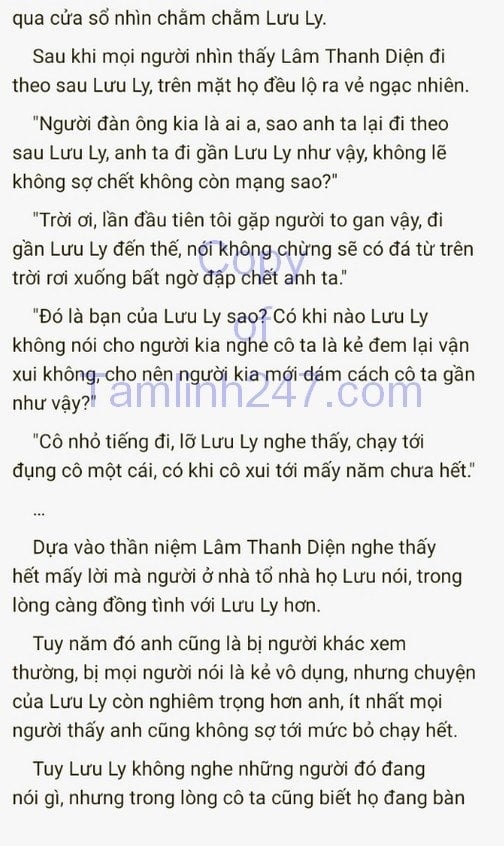 qua cửa sổ nhìn chằm chằm Lưu Ly.
Sau khi mọi người nhìn thấy Lâm Thanh Diện đi
theo sau Lưu Ly, trên mặt họ đều lộ ra vẻ ngạc nhiên.
"Người đàn ông kia là ai a, sao anh ta lại đi theo
sau Lưu Ly, anh ta đi gần Lưu Ly như vậy, không lẽ
không sợ chết không còn mạng sao?"
"Trời ơi, lần đầu tiên tôi gặp người to gan vậy, đi
gần Lưu Ly đến thế, nói không chừng sẽ có đá từ trên
trời rơi xuống bất ngờ đập chết anh ta."
"Đó là bạn của Lưu Ly sao? Có khi nào Lưu Ly
không nói cho người kia nghe cô ta là kẻ đem lại vận
xui không, cho nên người kia mới dám cách cô ta gần
như vậy?"
"Cô nhỏ tiếng đi, lỡ Lưu Ly nghe thấy, chạy tới
đụng cô một cái, có khi cô xui tới mấy năm chưa hết."
...
Dựa vào thần niệm Lâm Thanh Diện nghe thấy
hết mấy lời mà người ở nhà tổ nhà họ Lưu nói, trong
lòng càng đồng tình với Lưu Ly hơn.
Tuy năm đó anh cũng là bị người khác xem
thường, bị mọi người nói là kẻ vô dụng, nhưng chuyện
của Lưu Ly còn nghiêm trọng hơn anh, ít nhất mọi
người thấy anh cũng không sợ tới mức bỏ chạy hết.
Tuy Lưu Ly không nghe những người đó đang
nói gì, nhưng trong lòng cô ta cũng biết họ đang bàn
Copy
of
Tamlinh247.com